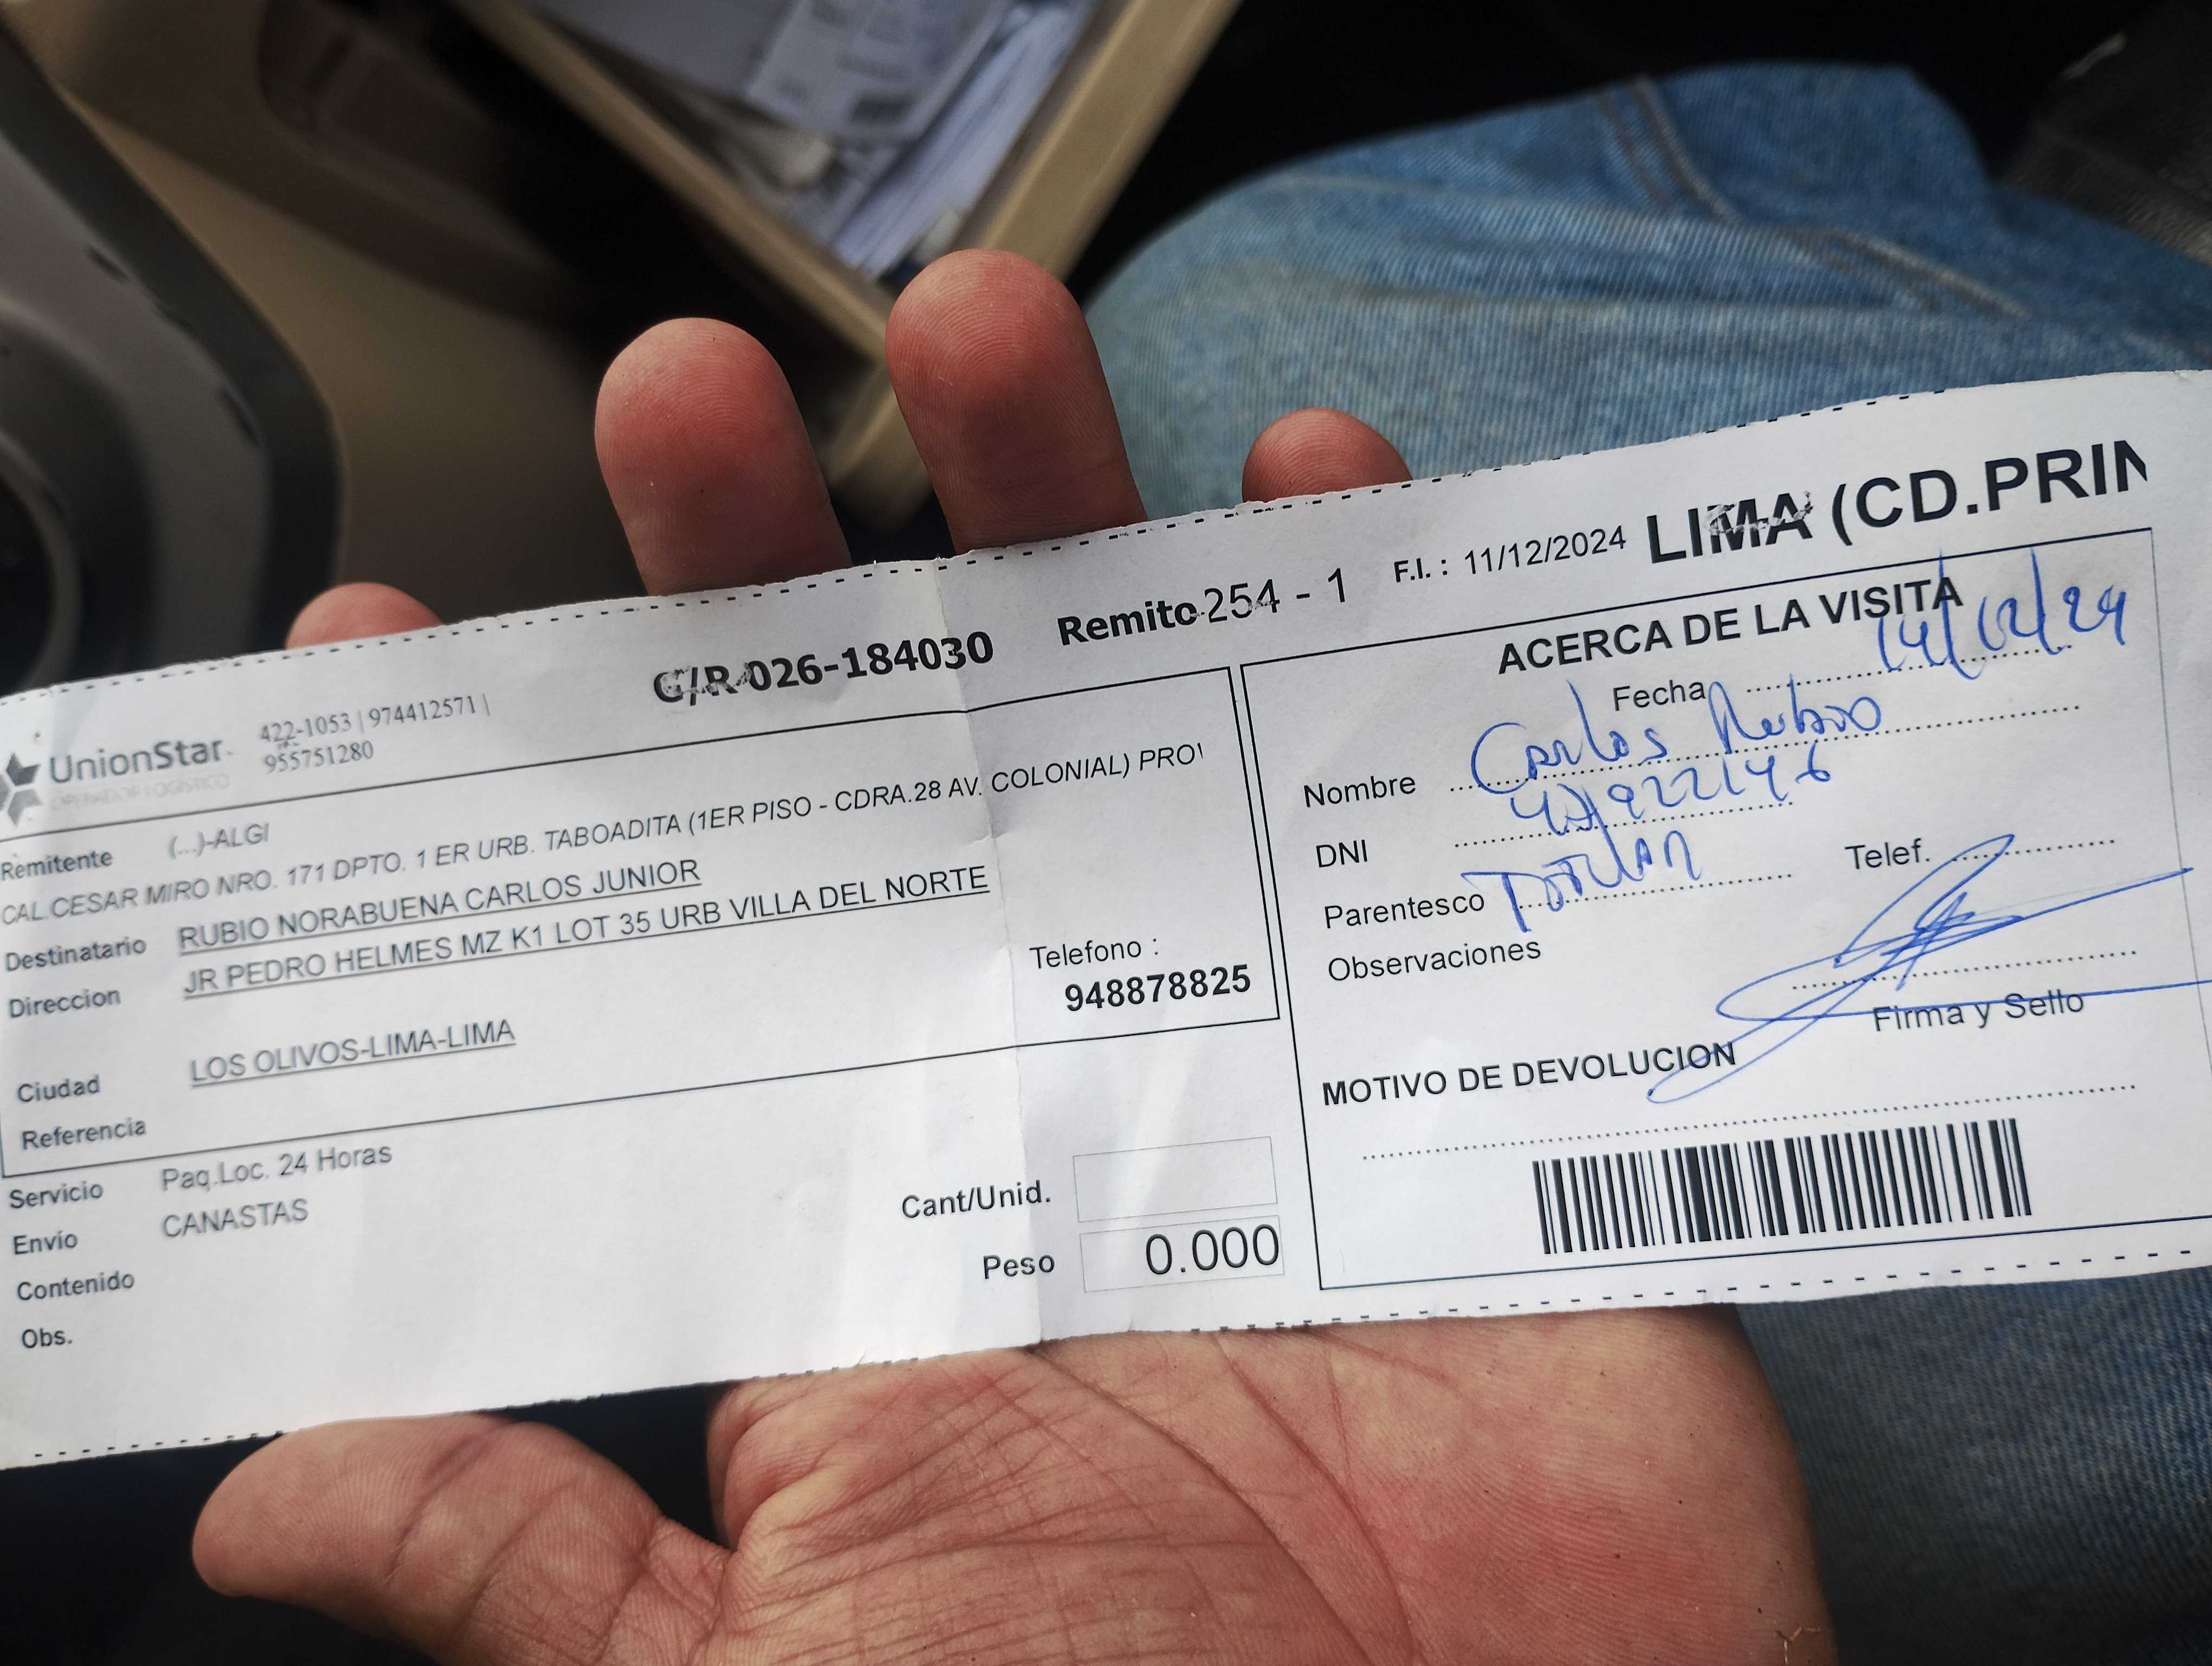 UnionStar
OPERADOR LOGISTICO
422-1053 | 974412571 |
955751280
C/R 026-184030
Remito 254 - 1
F.I. : 11/12/2024
LIMA (CD.PRIN
Remitente (...)-ALGI
CAL.CESAR MIRO NRO. 171 DPTO. 1 ER URB. TABOADITA (1ER PISO - CDRA.28 AV. COLONIAL) PRO
Destinatario RUBIO NORABUENA CARLOS JUNIOR
Direccion JR PEDRO HELMES MZ K1 LOT 35 URB VILLA DEL NORTE
Telefono :
948878825
Ciudad LOS OLIVOS-LIMA-LIMA
Referencia
Servicio Paq.Loc. 24 Horas
Envío CANASTAS
Contenido
Obs.
Cant/Unid.
Peso 0.000
ACERCA DE LA VISITA
Fecha 14/12/24
Nombre Carlos Rubio
DNI
Parentesco
Telef.
Observaciones
Firma y Sello
MOTIVO DE DEVOLUCION